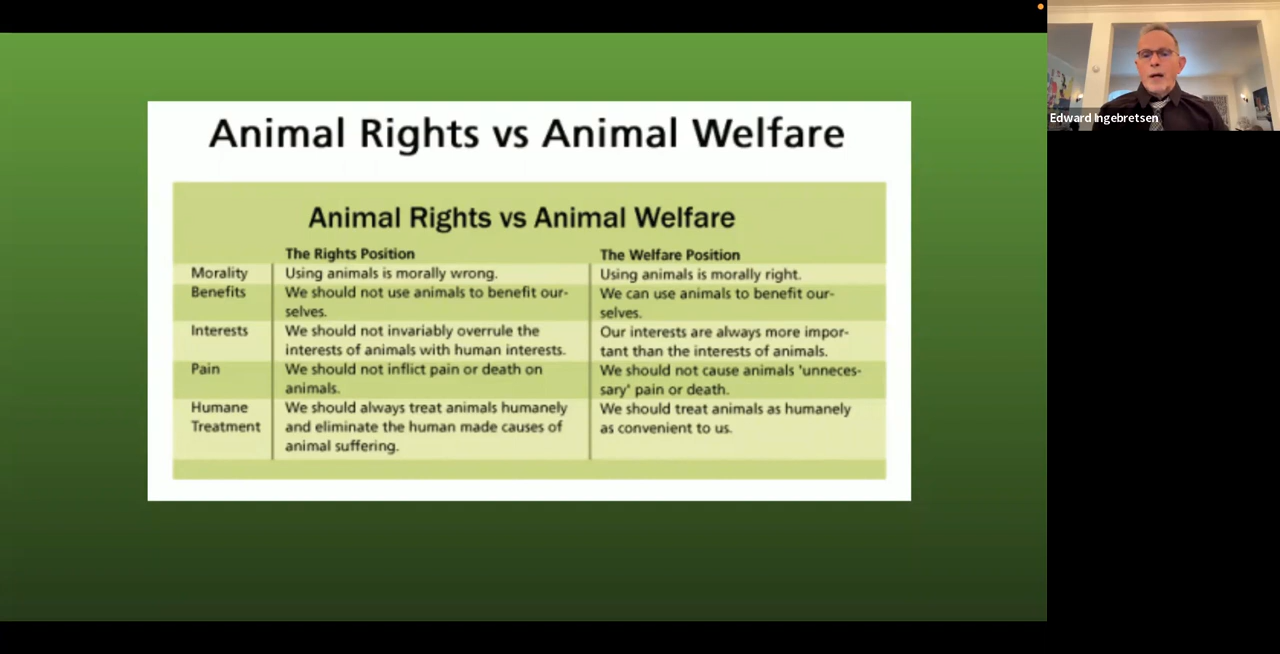 Animal Rights vs Animal Welfare
Animal Rights vs Animal Welfare
The Rights Position
The Welfare Position
Morality
Using animals is morally wrong.
Using animals is morally right.
Benefits
We should not use animals to benefit our-
selves.
We can use animals to benefit our-
selves.
Interests
We should not invariably overrule the
interests of animals with human interests.
Our interests are always more impor-
tant than the interests of animals.
Pain
We should not inflict pain or death on
animals.
We should not cause animals 'unneces-
sary' pain or death.
Humane
Treatment
We should always treat animals humanely
and eliminate the human made causes of
animal suffering.
We should treat animals as humanely
as convenient to us.
Edward Ingebretsen